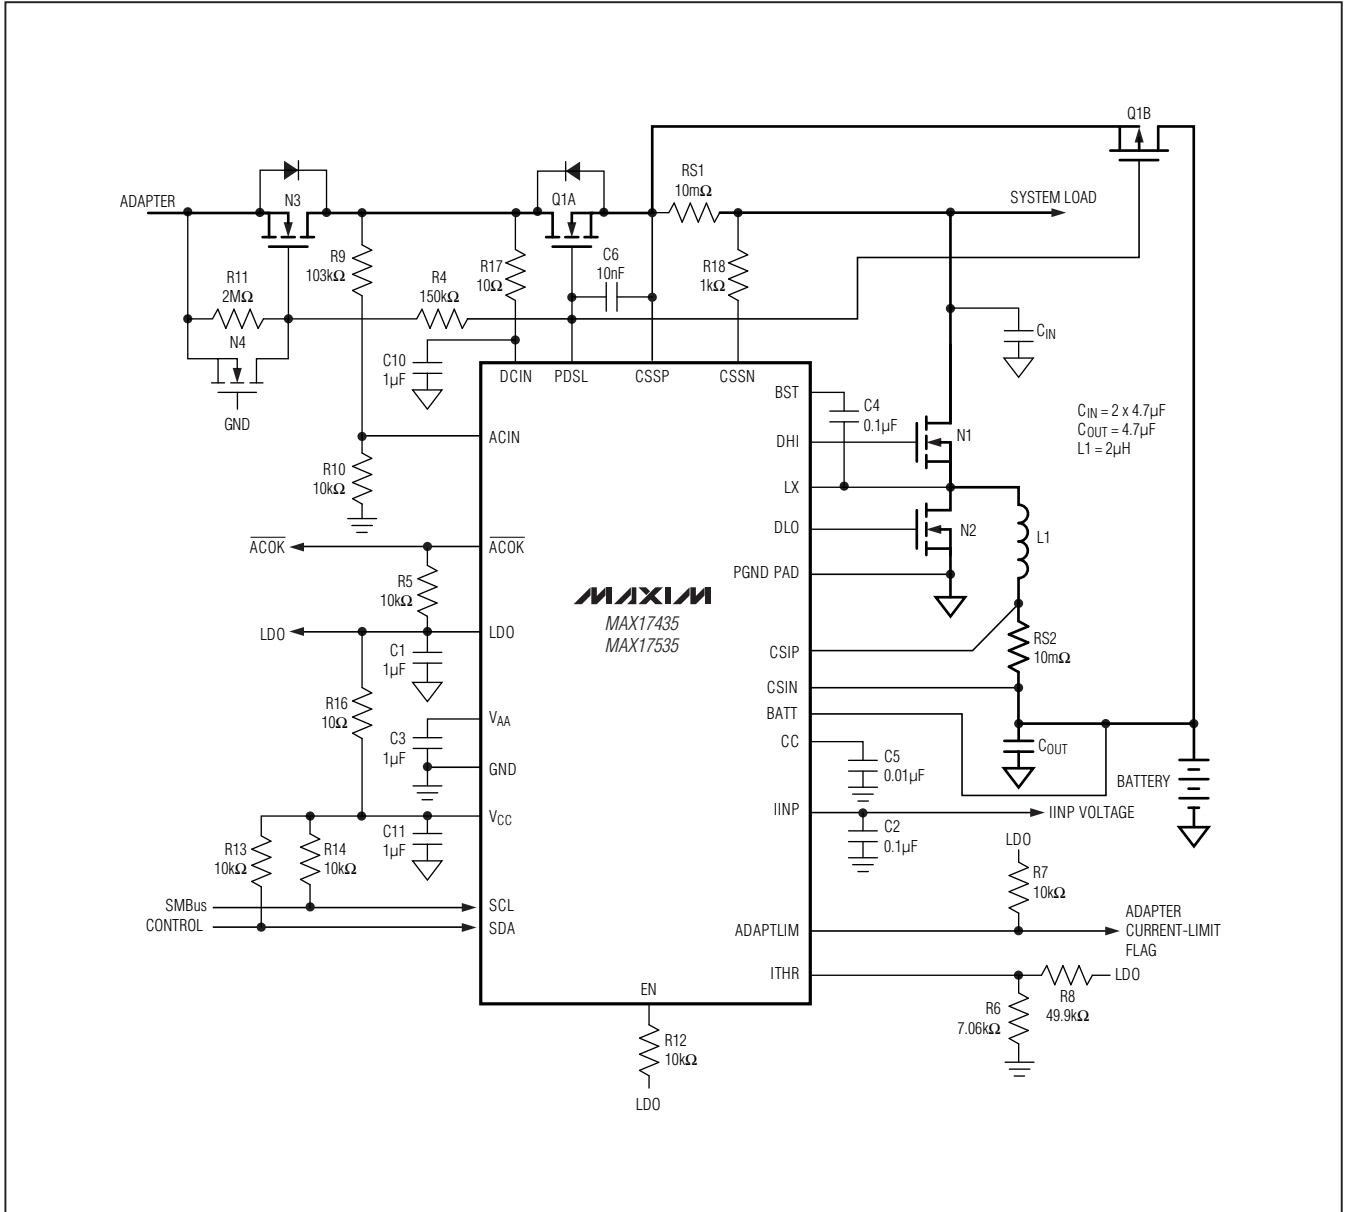 Q1B
ADAPTER
N3
Q1A
RS1
10mΩ
SYSTEM LOAD
R9
103kΩ
R11
2MΩ
R4
150kΩ
R17
10Ω
C6
10nF
R18
1kΩ
CIN
N4
GND
C10
1µF
DCIN
PDSL
CSSP
CSSN
BST
C4
0.1µF
CIN = 2 x 4.7µF
COUT = 4.7µF
L1 = 2µH
ACIN
DHI
N1
R10
10kΩ
LX
ACOK
ACOK
DLO
N2
L1
R5
10kΩ
PGND PAD
MAXIM
MAX17435
MAX17535
LDO
LDO
C1
1µF
CSIP
RS2
10mΩ
R16
10Ω
CSIN
BATT
VAA
C3
1µF
CC
COUT
C5
0.01µF
BATTERY
GND
IINP
IINP VOLTAGE
VCC
C11
1µF
C2
0.1µF
R13
10kΩ
R14
10kΩ
LDO
R7
10kΩ
SMBus
CONTROL
SCL
SDA
ADAPTLIM
ADAPTER
CURRENT-LIMIT
FLAG
ITHR
LDO
R8
49.9kΩ
R6
7.06kΩ
EN
R12
10kΩ
LDO